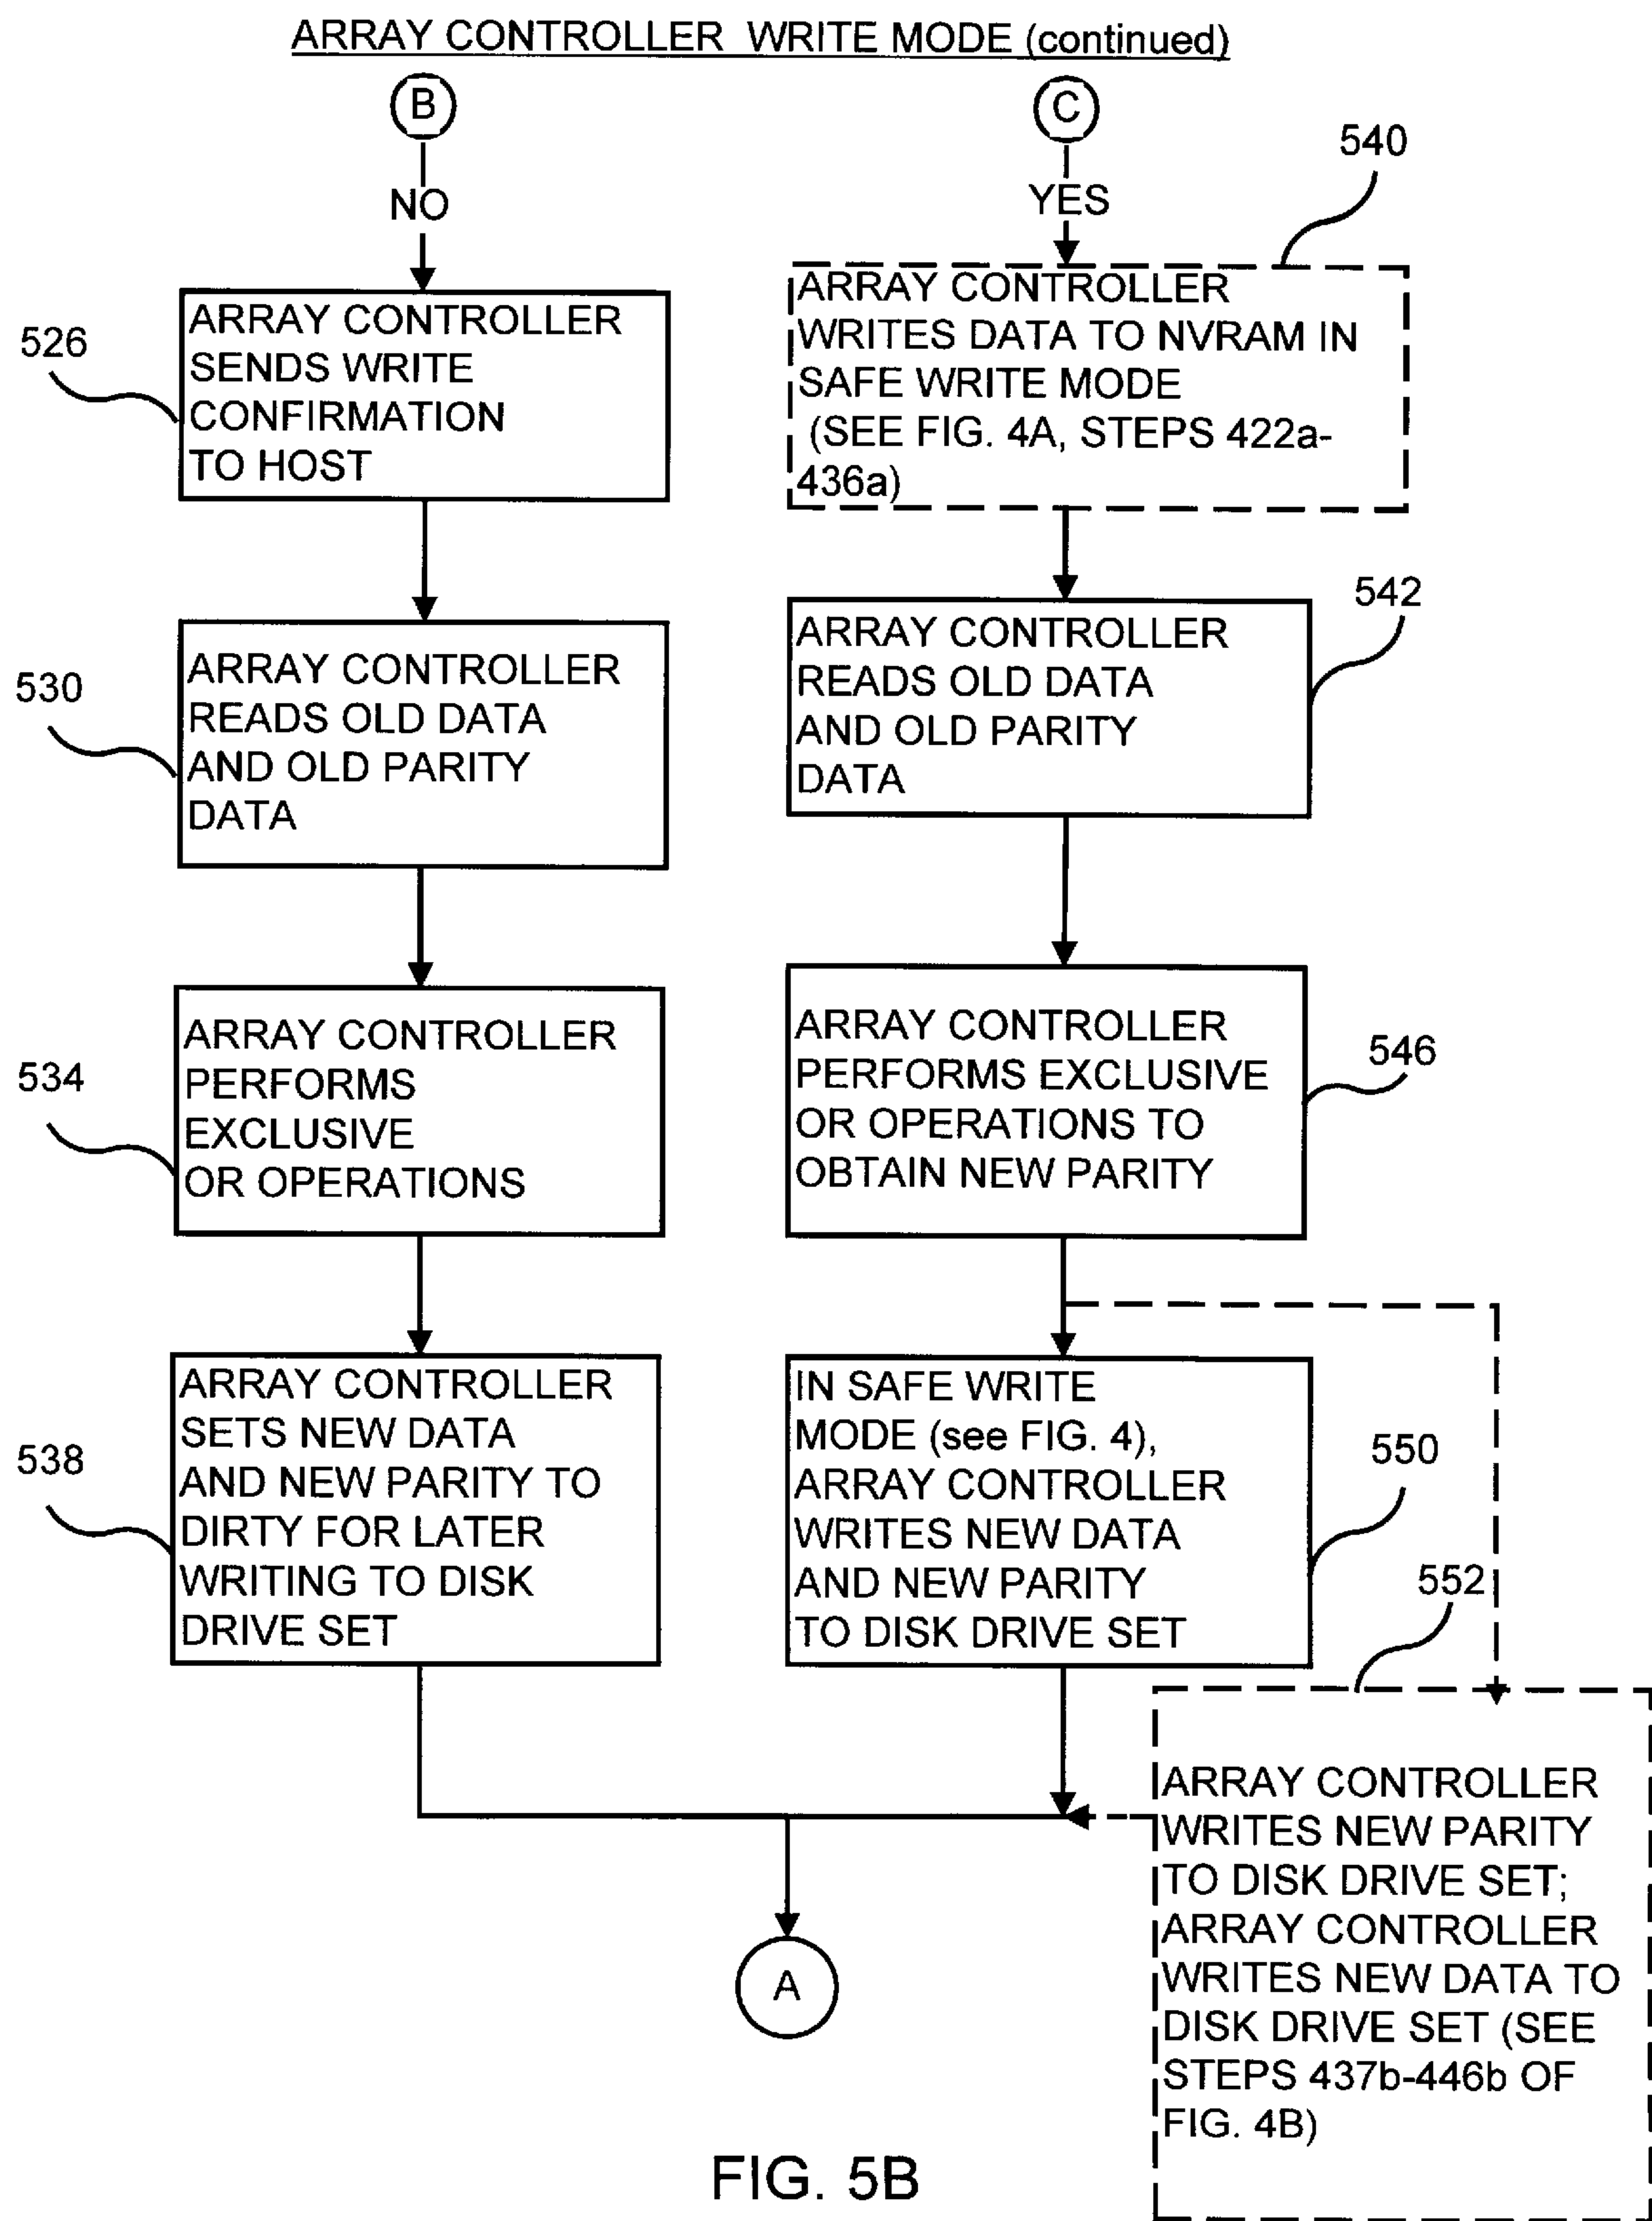 ARRAY CONTROLLER WRITE MODE (continued)
B
NO
526
ARRAY CONTROLLER
SENDS WRITE
CONFIRMATION
TO HOST
530
ARRAY CONTROLLER
READS OLD DATA
AND OLD PARITY
DATA
534
ARRAY CONTROLLER
PERFORMS
EXCLUSIVE
OR OPERATIONS
538
ARRAY CONTROLLER
SETS NEW DATA
AND NEW PARITY TO
DIRTY FOR LATER
WRITING TO DISK
DRIVE SET
C
YES
540
ARRAY CONTROLLER
WRITES DATA TO NVRAM IN
SAFE WRITE MODE
(SEE FIG. 4A, STEPS 422a-
436a)
542
ARRAY CONTROLLER
READS OLD DATA
AND OLD PARITY
DATA
546
ARRAY CONTROLLER
PERFORMS EXCLUSIVE
OR OPERATIONS TO
OBTAIN NEW PARITY
550
IN SAFE WRITE
MODE (see FIG. 4),
ARRAY CONTROLLER
WRITES NEW DATA
AND NEW PARITY
TO DISK DRIVE SET
552
ARRAY CONTROLLER
WRITES NEW PARITY
TO DISK DRIVE SET;
ARRAY CONTROLLER
WRITES NEW DATA TO
DISK DRIVE SET (SEE
STEPS 437b-446b OF
FIG. 4B)
A
FIG. 5B